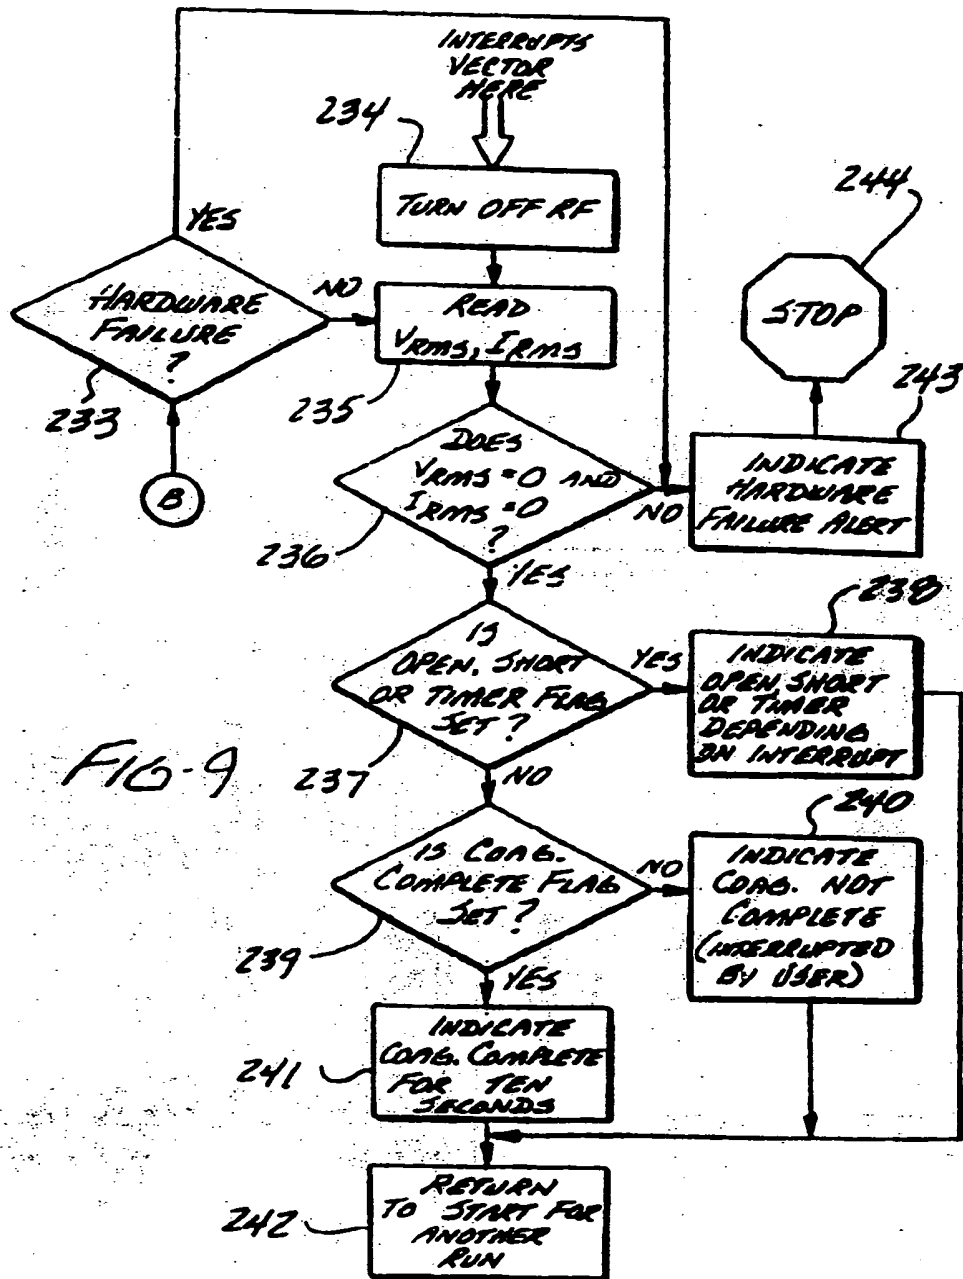 INTERRUPTS
VECTOR
HERE
234
TURN OFF RF
244
STOP
YES
HARDWARE
FAILURE
?
NO
233
B
READ
VRMS, IRMS
235
243
DOES
VRMS = 0 AND
IRMS = 0
?
NO
236
YES
INDICATE
HARDWARE
FAILURE ALERT
238
IS
OPEN, SHORT
OR TIMER FLAG
SET ?
YES
237
NO
INDICATE
OPEN, SHORT
OR TIMER
DEPENDING
ON INTERRUPT
FIG-9
240
IS COAG.
COMPLETE FLAG
SET ?
NO
239
YES
INDICATE
COAG. NOT
COMPLETE
(INTERRUPTED
BY USER)
241
INDICATE
COAG. COMPLETE
FOR TEN
SECONDS
242
RETURN
TO START FOR
ANOTHER
RUN